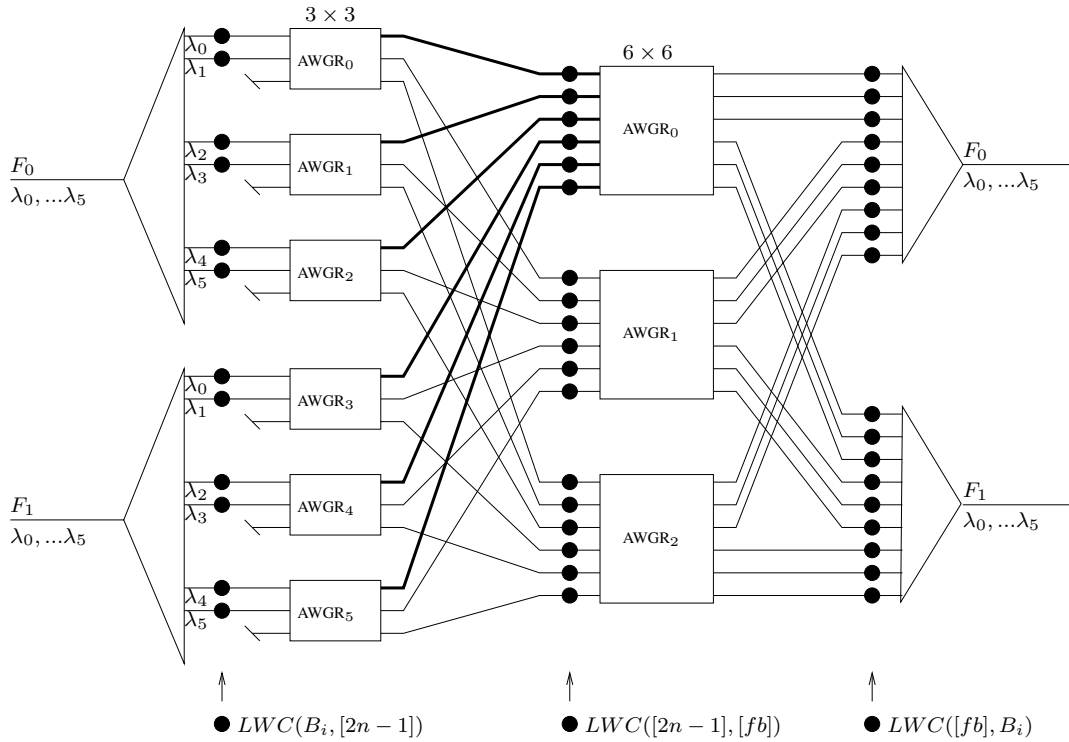 3 × 3
6 × 6
λ0
λ1
AWGR0
λ2
λ3
AWGR1
λ4
λ5
AWGR2
F0
λ0, ...λ5
λ0
λ1
AWGR3
λ2
λ3
AWGR4
λ4
λ5
AWGR5
F1
λ0, ...λ5
AWGR0
AWGR1
AWGR2
F0
λ0, ...λ5
F1
λ0, ...λ5
LWC(Bi, [2n − 1])
LWC([2n − 1], [fb])
LWC([fb], Bi)